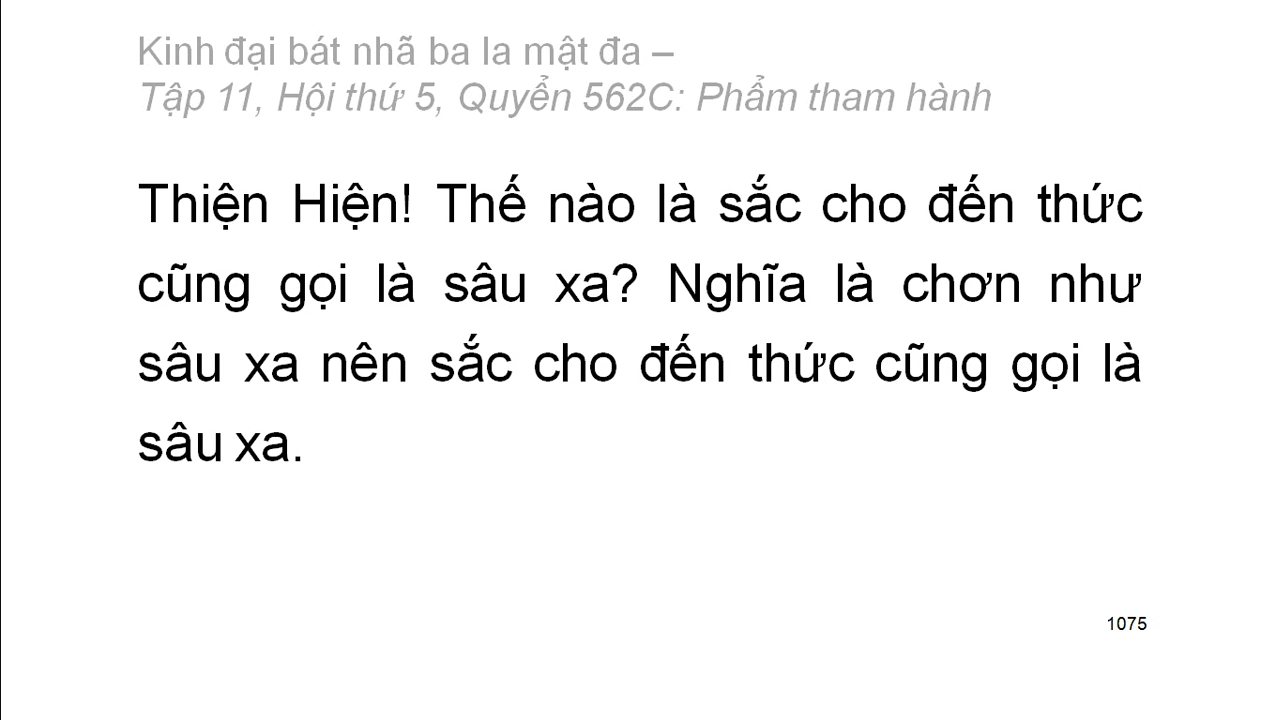 Kinh đại bát nhã ba la mật đa –
Tập 11, Hội thứ 5, Quyển 562C: Phẩm tham hành
Thiện Hiện! Thế nào là sắc cho đến thức
cũng gọi là sâu xa? Nghĩa là chơn như
sâu xa nên sắc cho đến thức cũng gọi là
sâu xa.
1075